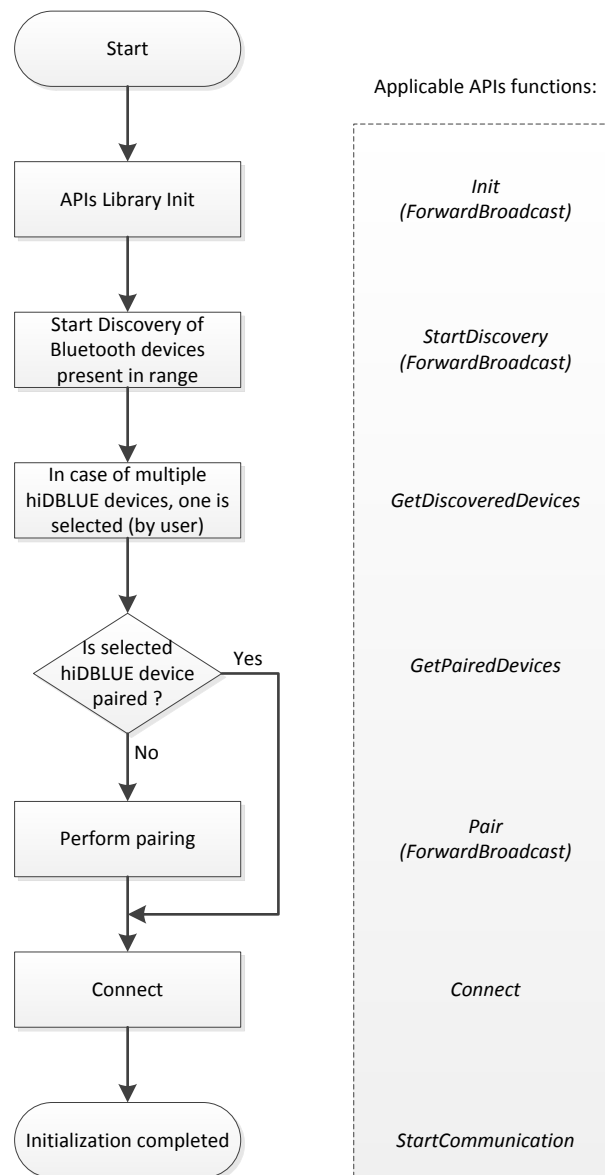 Start
Applicable APIs functions:
APIs Library Init
Init
(ForwardBroadcast)
Start Discovery of
Bluetooth devices
present in range
StartDiscovery
(ForwardBroadcast)
In case of multiple
hiDBLUE devices, one is
selected (by user)
GetDiscoveredDevices
Is selected
hiDBLUE device
paired ?
Yes
No
GetPairedDevices
Perform pairing
Pair
(ForwardBroadcast)
Connect
Connect
Initialization completed
StartCommunication